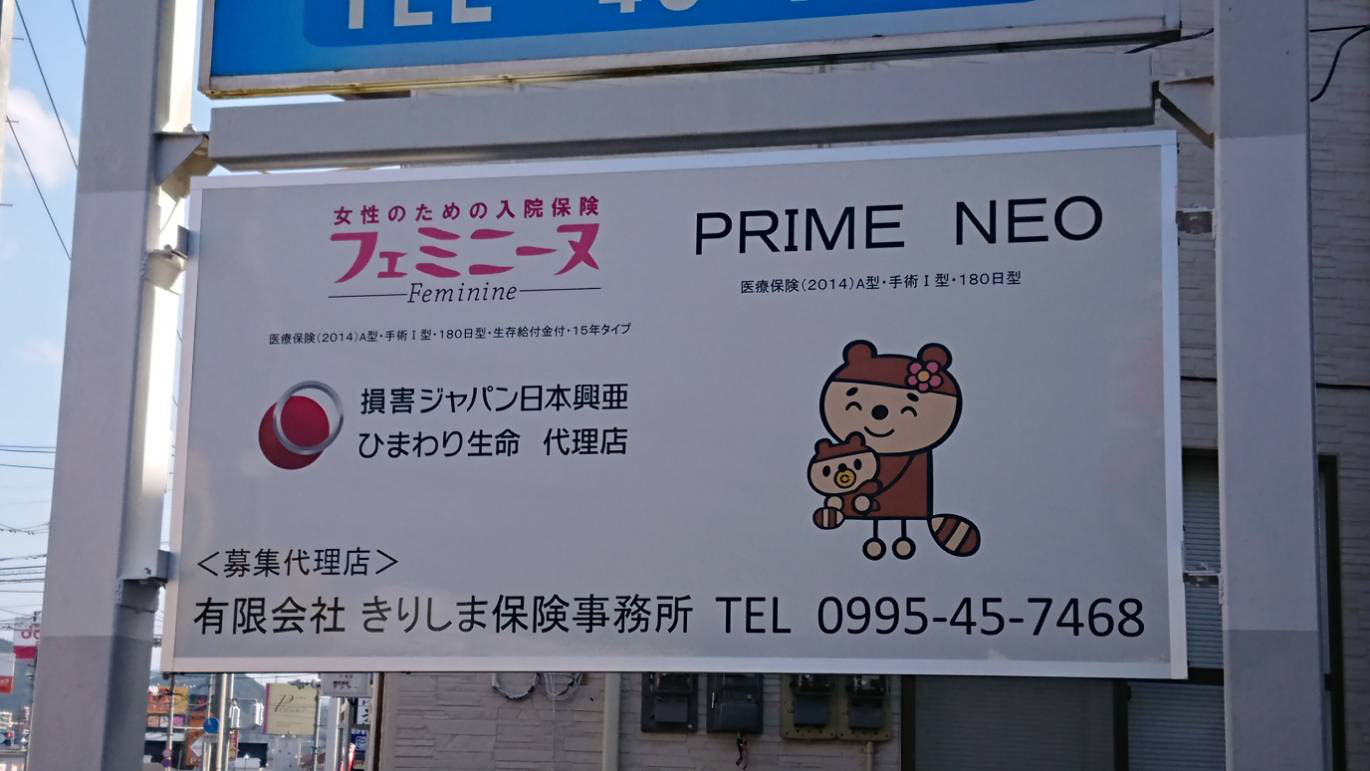 TEL
女性のための入院保険
フェミニーヌ
Feminine
医療保険(2014)A型・手術Ⅰ型・180日型・生存給付金付・15年タイプ
PRIME NEO
医療保険(2014)A型・手術Ⅰ型・180日型
損害ジャパン日本興亜
ひまわり生命 代理店
＜募集代理店＞
有限会社 きりしま保険事務所 TEL 0995-45-7468